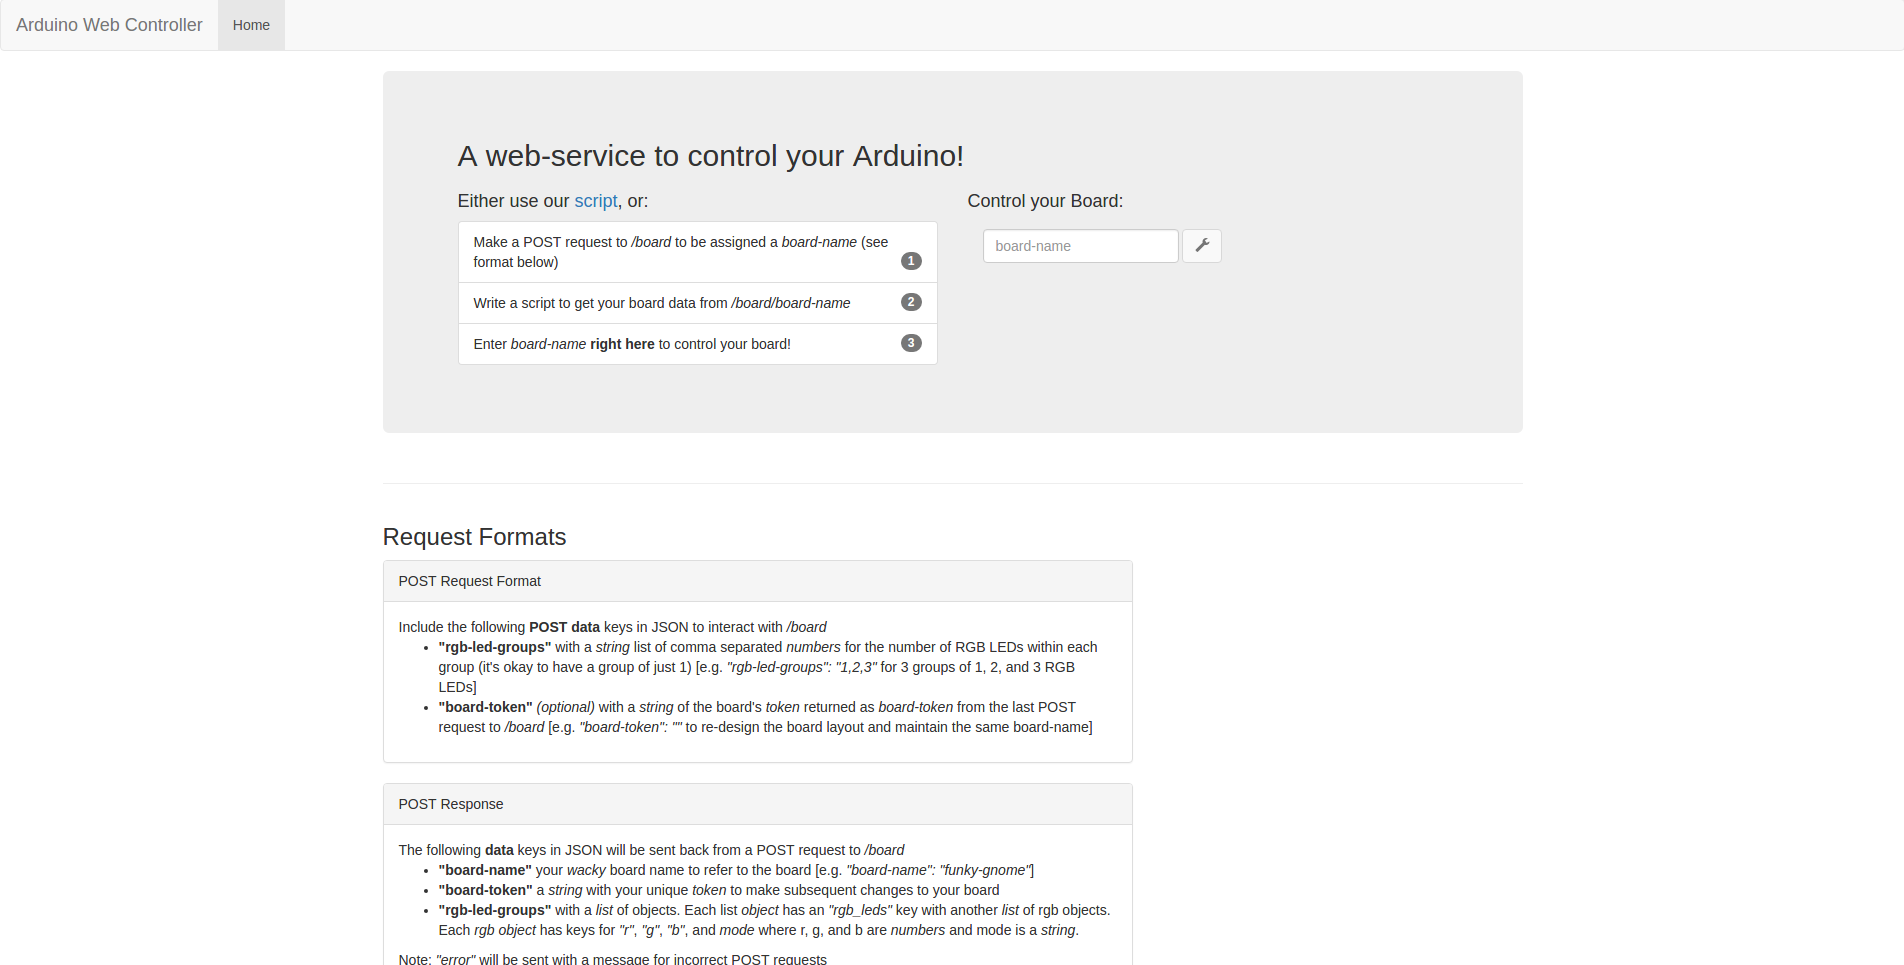 Arduino Web Controller Home
A web-service to control your Arduino!
Either use our script, or:
Make a POST request to /board to be assigned a board-name (see
format below)
1
Write a script to get your board data from /board/board-name
2
Enter board-name right here to control your board!
3
Control your Board:
board-name
Request Formats
POST Request Format
Include the following POST data keys in JSON to interact with /board
• "rgb-led-groups" with a string list of comma separated numbers for the number of RGB LEDs within each
group (it's okay to have a group of just 1) [e.g. "rgb-led-groups": "1,2,3" for 3 groups of 1, 2, and 3 RGB
LEDs]
• "board-token" (optional) with a string of the board's token returned as board-token from the last POST
request to /board [e.g. "board-token": "" to re-design the board layout and maintain the same board-name]
POST Response
The following data keys in JSON will be sent back from a POST request to /board
• "board-name" your wacky board name to refer to the board [e.g. "board-name": "funky-gnome"]
• "board-token" a string with your unique token to make subsequent changes to your board
• "rgb-led-groups" with a list of objects. Each list object has an "rgb_leds" key with another list of rgb objects.
Each rgb object has keys for "r", "g", "b", and mode where r, g, and b are numbers and mode is a string.
Note: "error" will be sent with a message for incorrect POST requests